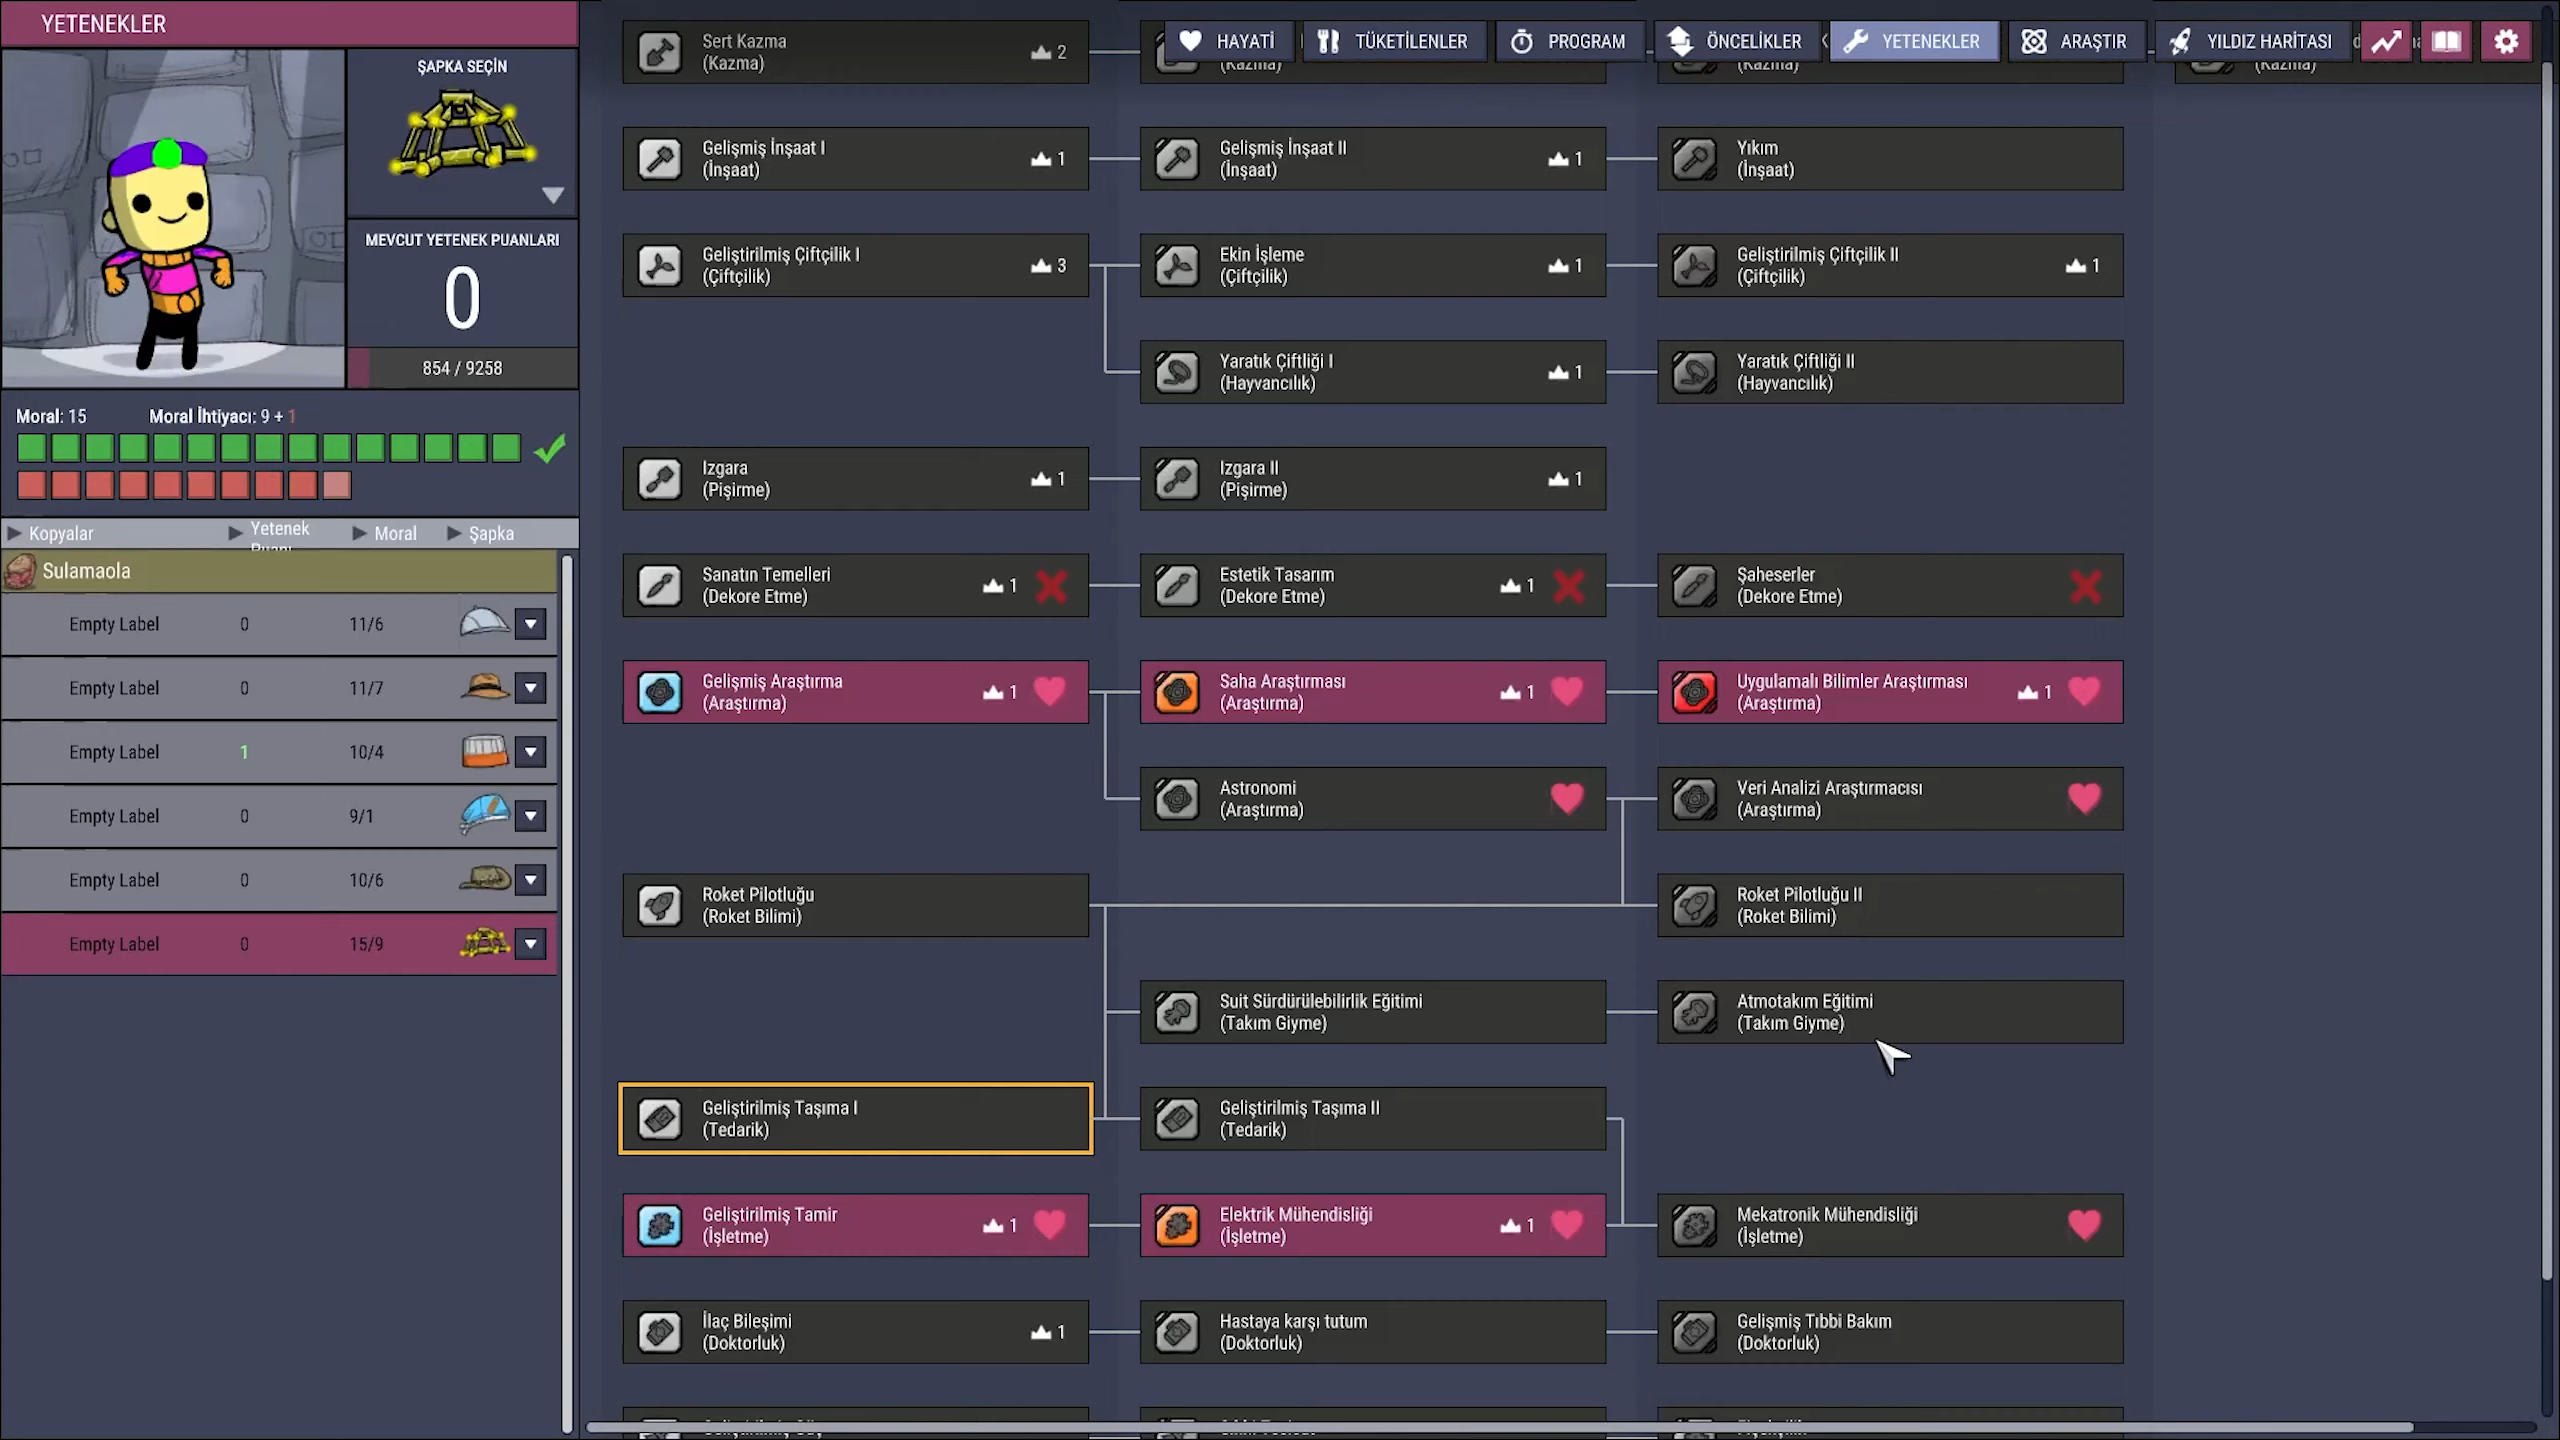 YETENEKLER
HAYATİ
TÜKETİLENLER
PROGRAM
ÖNCELİKLER
YETENEKLER
ARAŞTIR
YILDIZ HARİTASI
ŞAPKA SEÇİN
MEVCUT YETENEK PUANLARI
0
854 / 9258
Moral: 15
Moral İhtiyacı: 9 + 1
Kopyalar
Yetenek
Puanı
Moral
Şapka
Sulamaola
Empty Label 0 11/6
Empty Label 0 11/7
Empty Label 1 10/4
Empty Label 0 9/1
Empty Label 0 10/6
Empty Label 0 15/9
Sert Kazma
(Kazma)
2
(Kazma)
(Kazma)
(Kazma)
Gelişmiş İnşaat I
(İnşaat)
1
Gelişmiş İnşaat II
(İnşaat)
1
Yıkım
(İnşaat)
Geliştirilmiş Çiftçilik I
(Çiftçilik)
3
Ekin İşleme
(Çiftçilik)
1
Geliştirilmiş Çiftçilik II
(Çiftçilik)
1
Yaratık Çiftliği I
(Hayvancılık)
1
Yaratık Çiftliği II
(Hayvancılık)
Izgara
(Pişirme)
1
Izgara II
(Pişirme)
1
Sanatın Temelleri
(Dekore Etme)
1
Estetik Tasarım
(Dekore Etme)
1
Şaheserler
(Dekore Etme)
Gelişmiş Araştırma
(Araştırma)
1
Saha Araştırması
(Araştırma)
1
Uygulamalı Bilimler Araştırması
(Araştırma)
1
Astronomi
(Araştırma)
Veri Analizi Araştırmacısı
(Araştırma)
Roket Pilotluğu
(Roket Bilimi)
Roket Pilotluğu II
(Roket Bilimi)
Suit Sürdürülebilirlik Eğitimi
(Takım Giyme)
Atmotakım Eğitimi
(Takım Giyme)
Geliştirilmiş Taşıma I
(Tedarik)
Geliştirilmiş Taşıma II
(Tedarik)
Geliştirilmiş Tamir
(İşletme)
1
Elektrik Mühendisliği
(İşletme)
1
Mekatronik Mühendisliği
(İşletme)
İlaç Bileşimi
(Doktorluk)
1
Hastaya karşı tutum
(Doktorluk)
Gelişmiş Tıbbi Bakım
(Doktorluk)